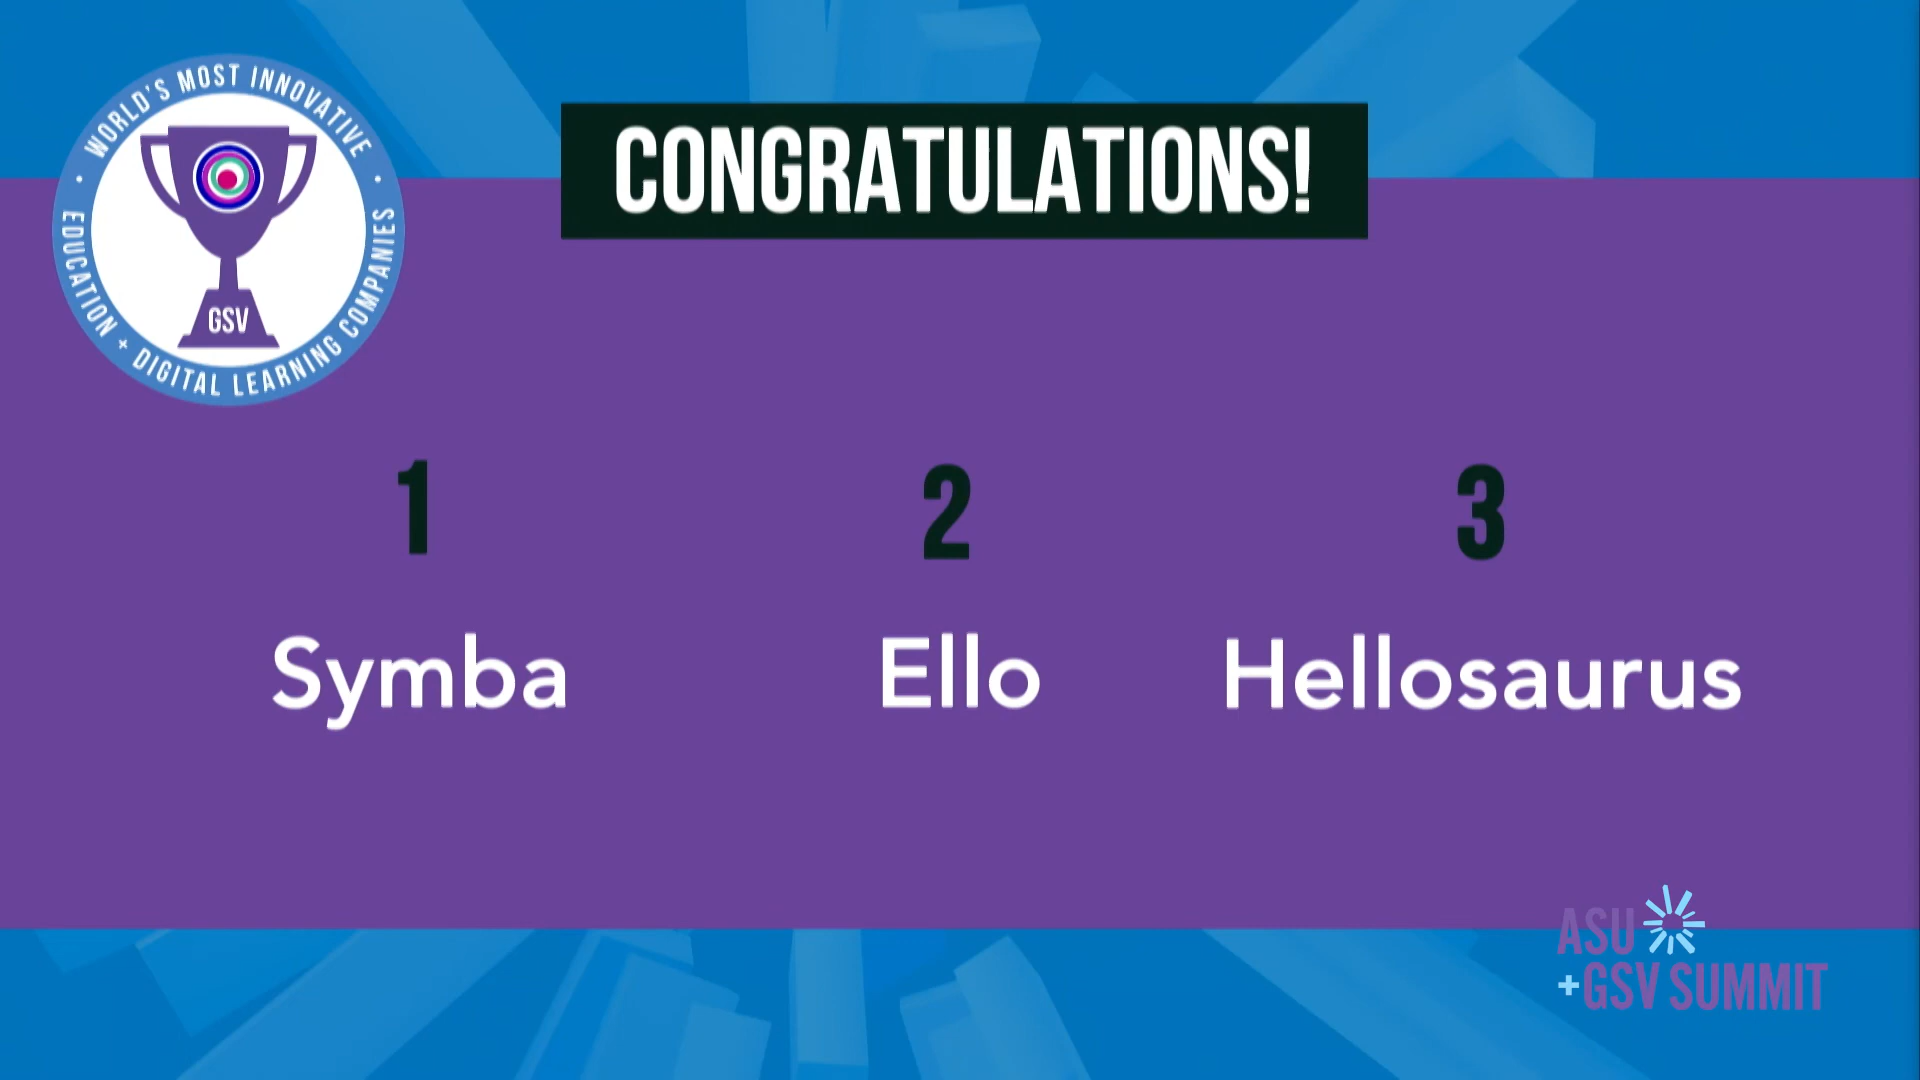 WORLD'S MOST INNOVATIVE
EDUCATION + DIGITAL LEARNING COMPANIES
GSV
CONGRATULATIONS!
1
2
3
Symba
Ello
Hellosaurus
ASU
+GSV SUMMIT